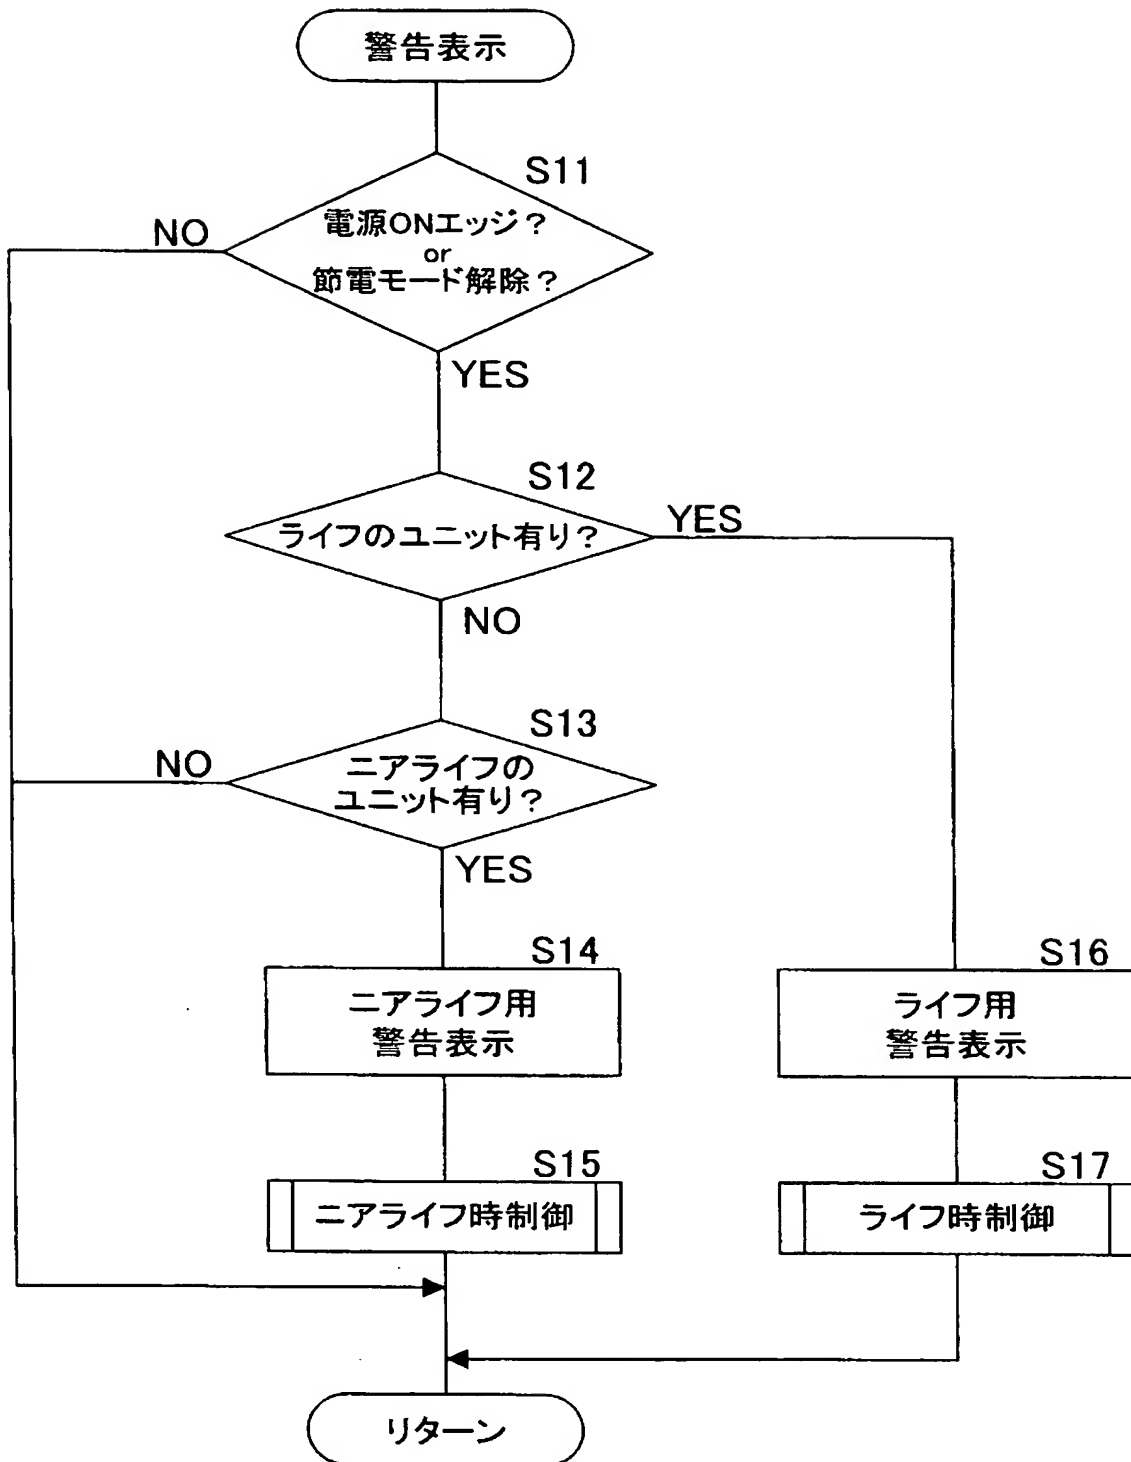 警告表示
S11
電源ONエッジ?
or
節電モード解除?
NO
YES
S12
ライフのユニット有り?
YES
NO
S13
ニアライフの
ユニット有り?
NO
YES
S14
ニアライフ用
警告表示
S16
ライフ用
警告表示
S15
ニアライフ時制御
S17
ライフ時制御
リターン